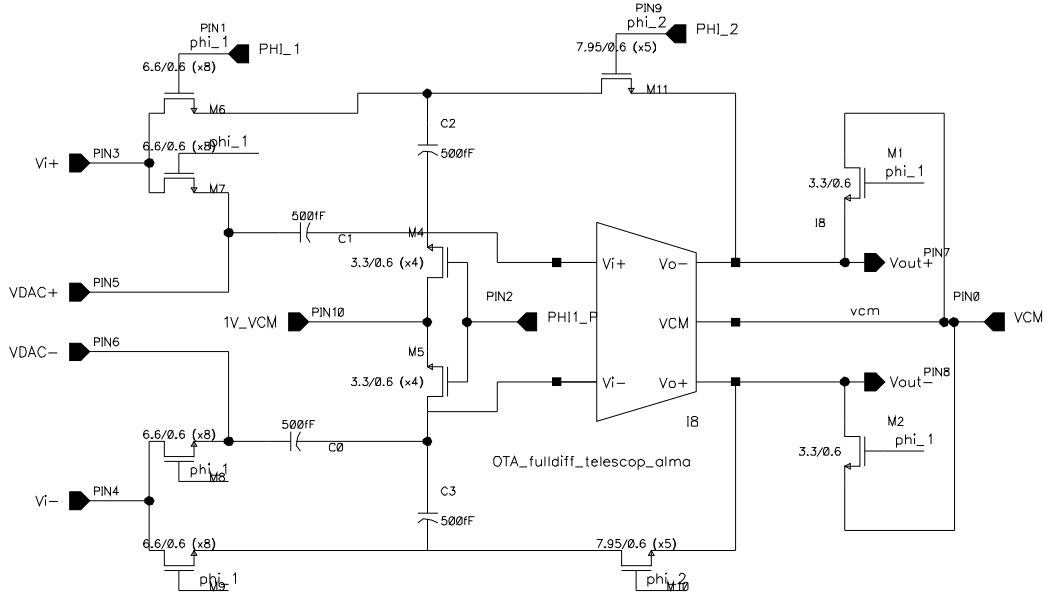 PIN1
phi_1
PHI_1
6.6/0.6 (x8)
M6
PIN9
phi_2
PHI_2
7.95/0.6 (x5)
M11
C2
500fF
6.6/0.6 (x8)
phi_1
Vi+
PIN3
M7
M1
phi_1
3.3/0.6
I8
500fF
C1
M4
3.3/0.6 (x4)
Vi+
Vo-
Vout+
PIN7
VDAC+
PIN5
PIN2
PHI1_P
1V_VCM
PIN10
VCM
vcm
PIN0
VCM
VDAC-
PIN6
M5
3.3/0.6 (x4)
Vi-
Vo+
Vout-
PIN8
I8
500fF
C0
6.6/0.6 (x8)
phi_1
M8
OTA_fulldiff_telescop_alma
M2
phi_1
3.3/0.6
Vi-
PIN4
C3
500fF
6.6/0.6 (x8)
phi_1
M9
7.95/0.6 (x5)
phi_2
M10